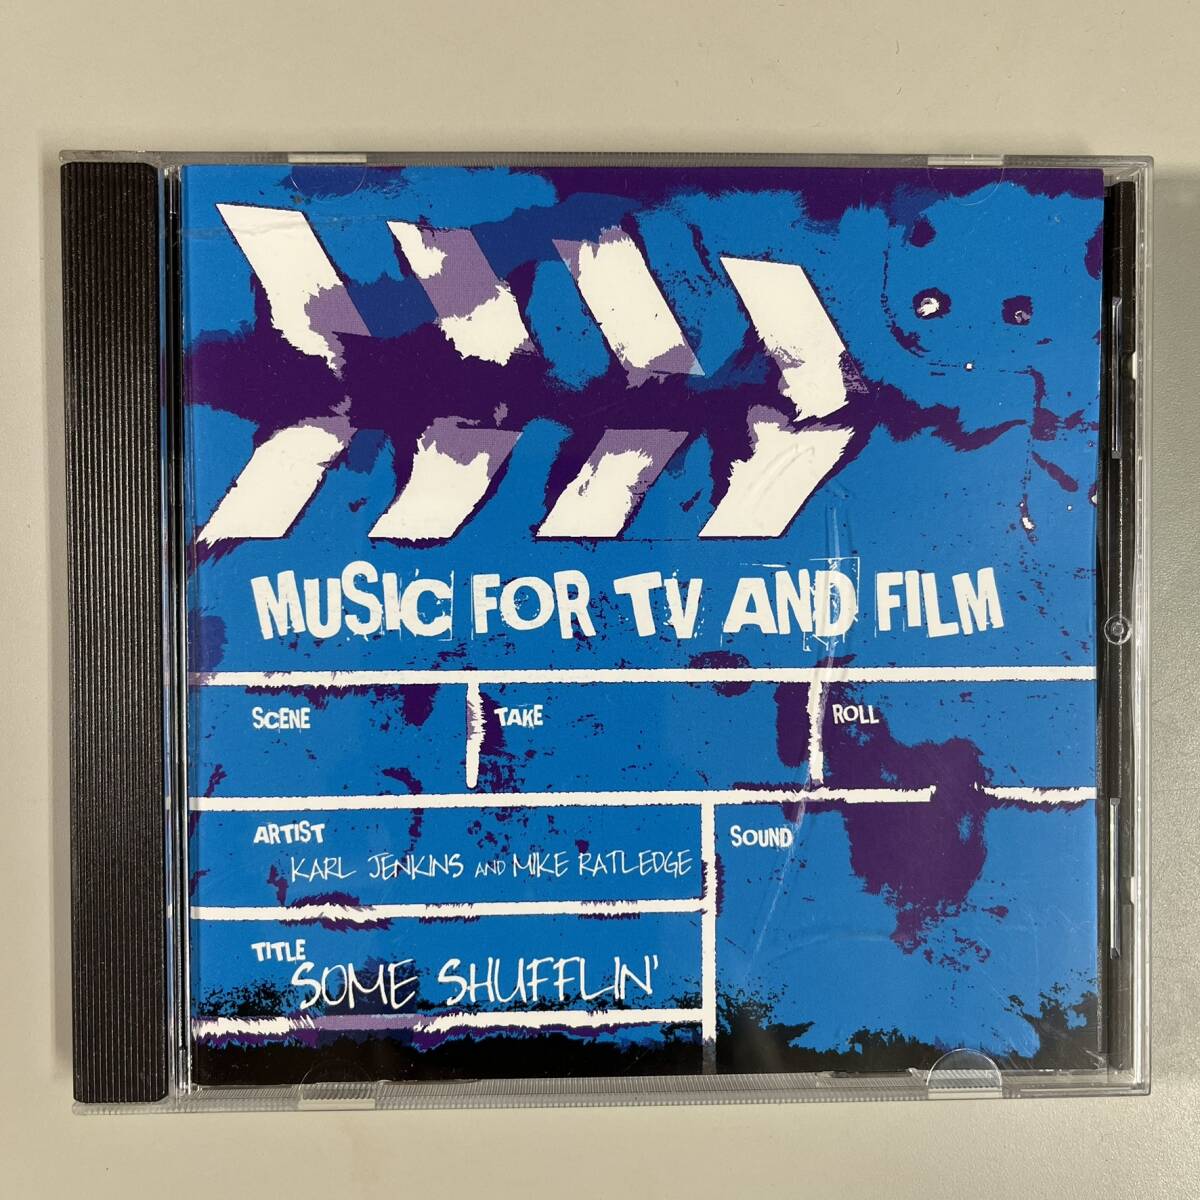 MUSIC FOR TV AND FILM
SCENE
TAKE
ROLL
ARTIST
KARL JENKINS AND MIKE RATLEDGE
SOUND
TITLE
SOME SHUFFLIN'